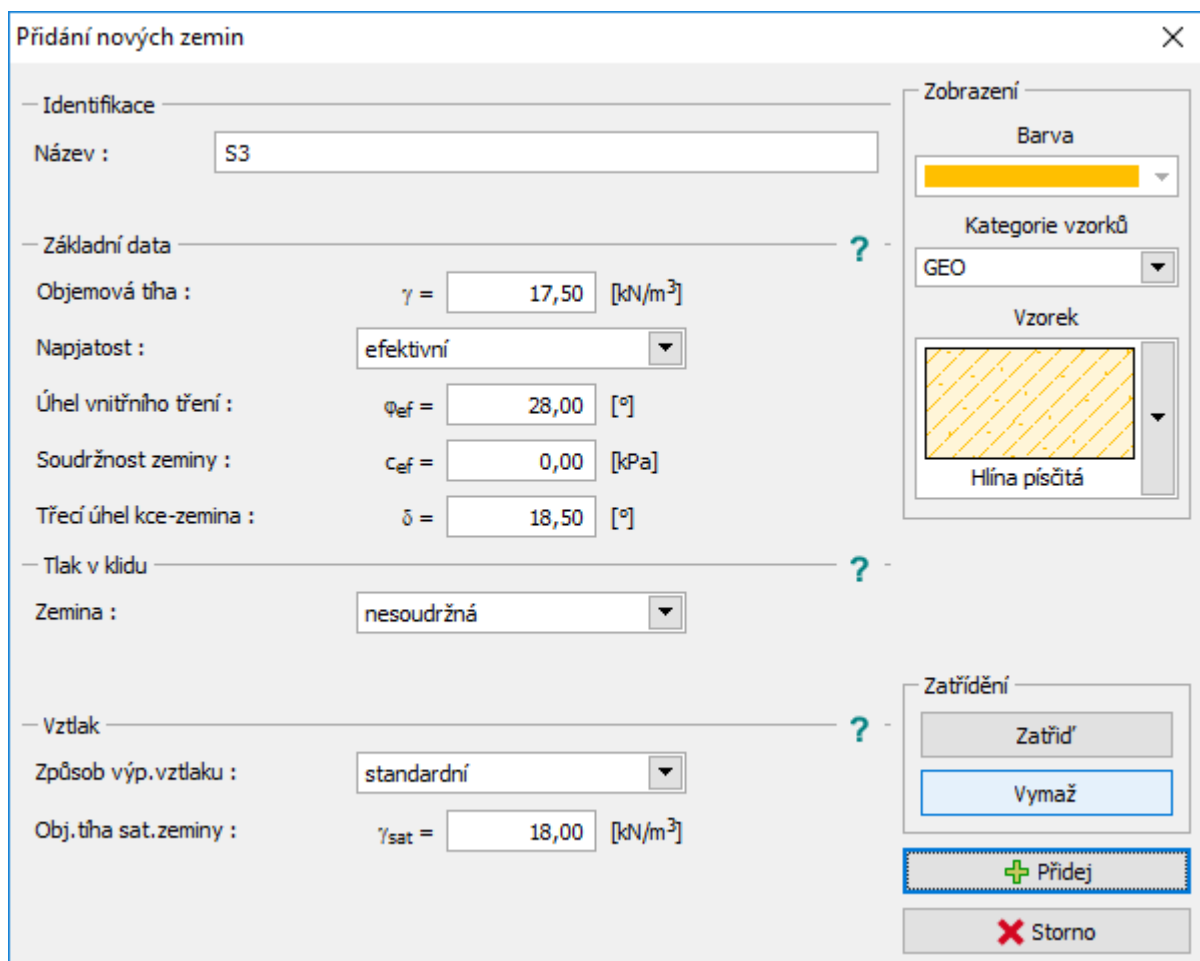 Přidání nových zemin
Identifikace
Název : S3
Základní data ?
Objemová tíha : γ = 17,50 [kN/m³]
Napjatost : efektivní
Úhel vnitřního tření : φef = 28,00 [°]
Soudržnost zeminy : cef = 0,00 [kPa]
Třecí úhel kce-zemina : δ = 18,50 [°]
Tlak v klidu ?
Zemina : nesoudržná
Vztlak ?
Způsob výp.vztlaku : standardní
Obj.tíha sat.zeminy : γsat = 18,00 [kN/m³]
Zobrazení
Barva
Kategorie vzorků
GEO
Vzorek
Hlína písčitá
Zatřídění
Zatřiď
Vymaž
Přidej
Storno